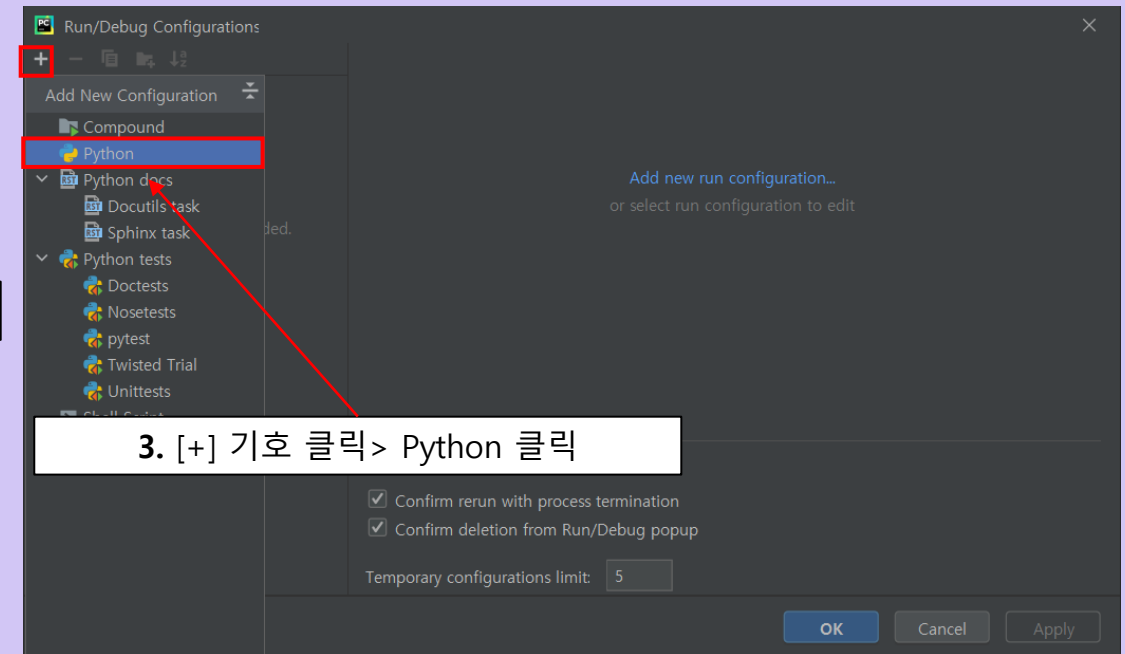 Run/Debug Configurations
Add New Configuration
Compound
Python
Python docs
Docutils task
Sphinx task
ded.
Python tests
Doctests
Nosetests
pytest
Twisted Trial
Unittests
Shell Script
Add new run configuration...
or select run configuration to edit
3. [+] 기호 클릭> Python 클릭
Confirm rerun with process termination
Confirm deletion from Run/Debug popup
Temporary configurations limit: 5
OK Cancel Apply